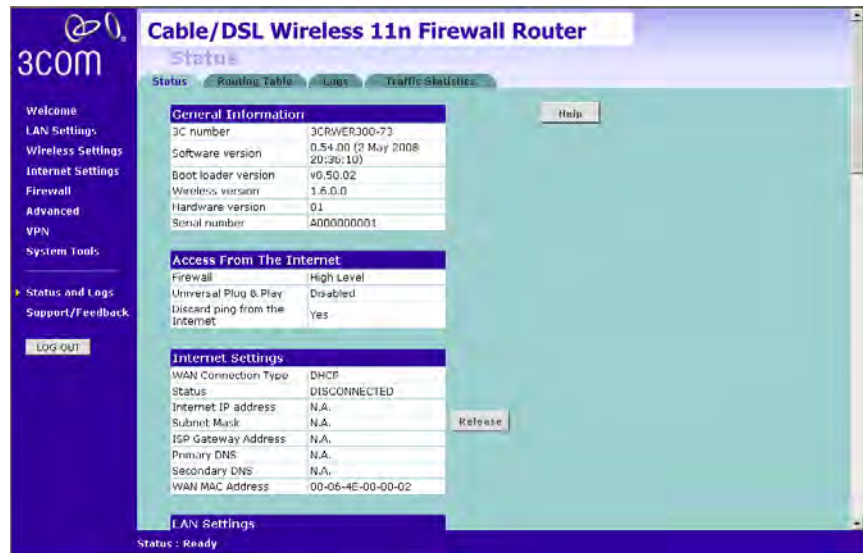 3COM
Cable/DSL Wireless 11n Firewall Router
Status
Status
Routing Table
Logs
Traffic Statistics
Welcome
LAN Settings
Wireless Settings
Internet Settings
Firewall
Advanced
VPN
System Tools
Status and Logs
Support/Feedback
LOG OUT
General Information
3C number 3CRWER300-73
Software version 0.54.00 (2 May 2008
20:36:10)
Boot loader version v0.50.02
Wireless version 1.6.0.0
Hardware version 01
Serial number A000000001
Help
Access From The Internet
Firewall High Level
Universal Plug & Play Disabled
Discard ping from the
Internet Yes
Internet Settings
WAN Connection Type DHCP
Status DISCONNECTED
Internet IP address N.A.
Subnet Mask N.A.
ISP Gateway Address N.A.
Primary DNS N.A.
Secondary DNS N.A.
WAN MAC Address 00-06-4E-00-00-02
Release
LAN Settings
Status : Ready